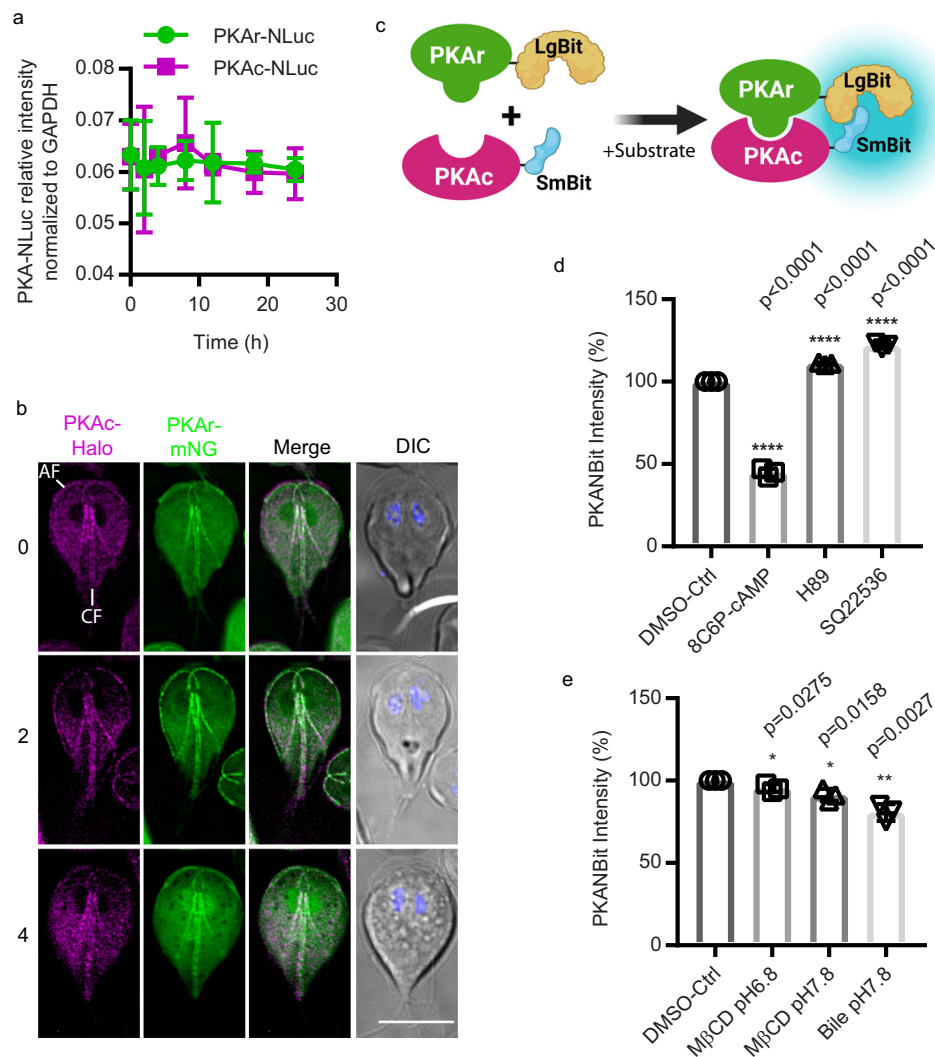 a
PKAr-NLuc
PKAc-NLuc
PKA-NLuc relative intensity
normalized to GAPDH
0.08
0.07
0.06
0.05
0.04
0
10
20
30
Time (h)
b
PKAc-
Halo
PKAr-
mNG
Merge
DIC
AF
CF
0
2
4
c
PKAr
LgBit
+
PKAc
SmBit
+Substrate
PKAr
LgBit
PKAc
SmBit
d
p<0.0001
p<0.0001
p<0.0001
PKANBit Intensity (%)
150
100
50
0
****
****
****
DMSO-Ctrl
8C6P-cAMP
H89
SQ22536
e
p=0.0275
p=0.0158
p=0.0027
PKANBit Intensity (%)
150
100
50
0
*
*
**
DMSO-Ctrl
MβCD pH6.8
MβCD pH7.8
Bile pH7.8